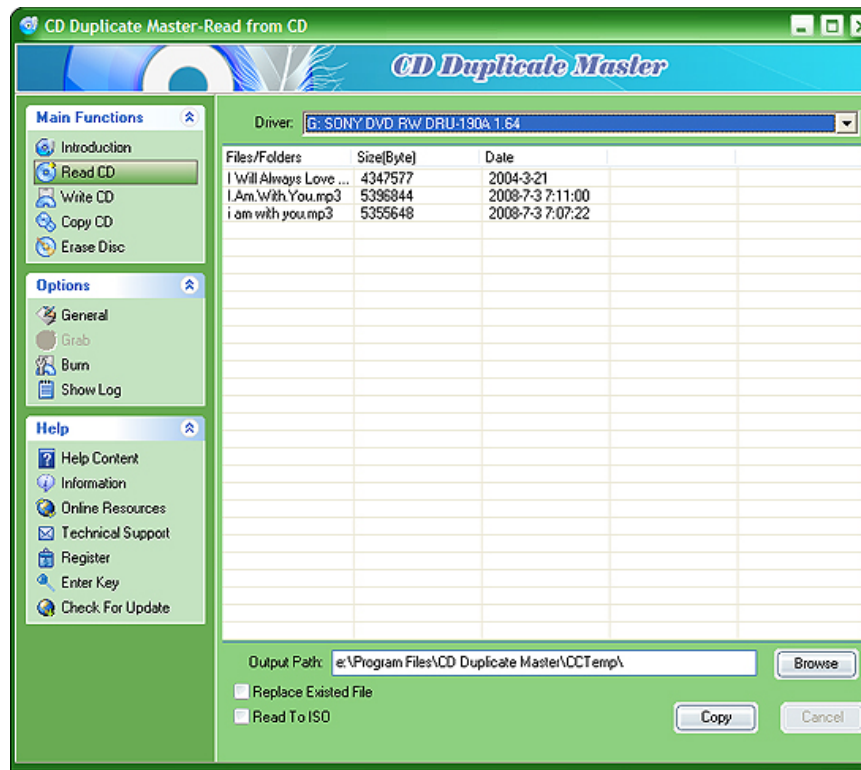 CD Duplicate Master-Read from CD
CD Duplicate Master
Main Functions
Introduction
Read CD
Write CD
Copy CD
Erase Disc
Options
General
Grab
Burn
Show Log
Help
Help Content
Information
Online Resources
Technical Support
Register
Enter Key
Check For Update
Driver: G: SONY DVD RW DRU-190A 1.64
Files/Folders Size(Byte) Date
I Will Always Love ... 4347577 2004-3-21
I.Am.With.You.mp3 5396844 2008-7-3 7:11:00
i am with you.mp3 5355648 2008-7-3 7:07:22
Output Path: e:\Program Files\CD Duplicate Master\CCTemp\ Browse
Replace Existed File
Read To ISO
Copy Cancel